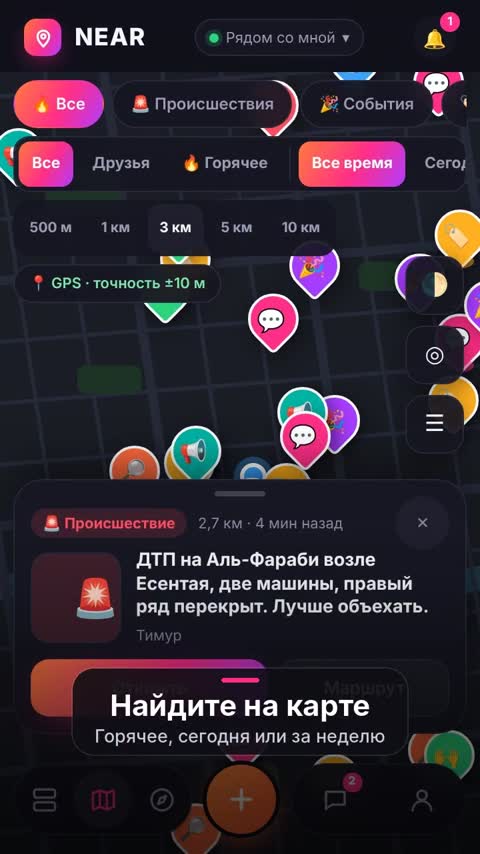 NEAR
Рядом со мной ▾
1
Все
Происшествия
События
Все
Друзья
Горячее
Все время
Сегод
500 м
1 км
3 км
5 км
10 км
GPS · точность ±10 м
Происшествие
2,7 км · 4 мин назад
ДТП на Аль-Фараби возле
Есентая, две машины, правый
ряд перекрыт. Лучше объехать.
Тимур
Маршрут
Найдите на карте
Горячее, сегодня или за неделю
2